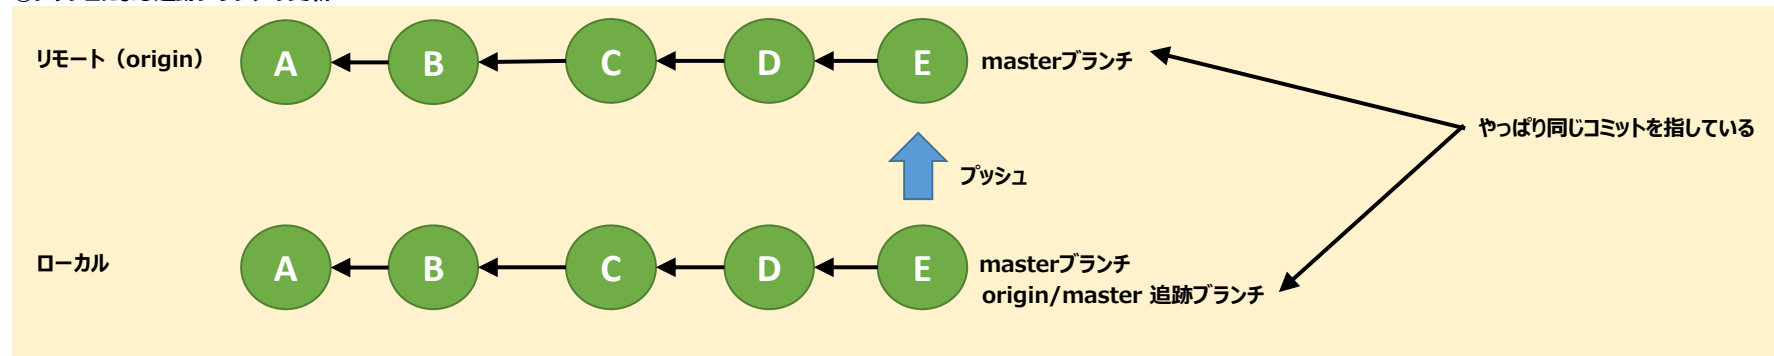 リモート（origin）
A B C D E
masterブランチ
やっぱり同じコミットを指している
プッシュ
ローカル
A B C D E
masterブランチ
origin/master 追跡ブランチ